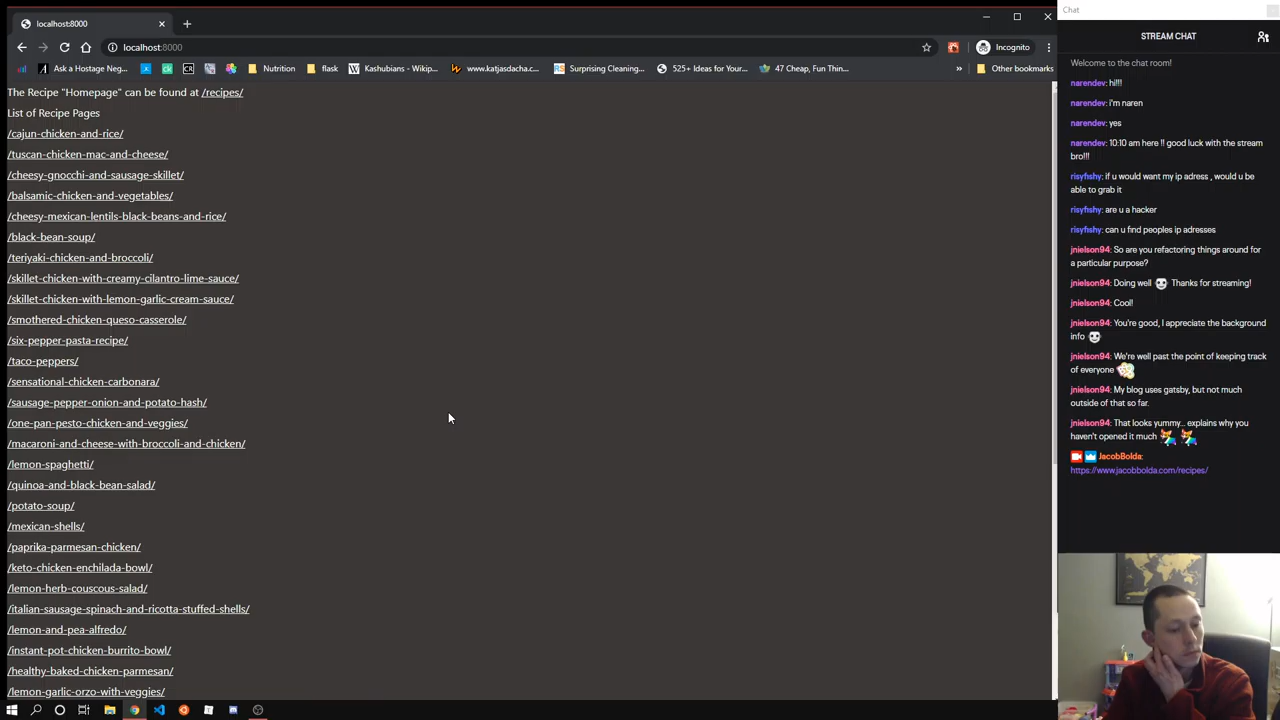 Chat
localhost:8000
localhost:8000
Incognito
Ask a Hostage Neg...
Nutrition
flask
Kashubians - Wikip...
www.katjasdacha.c...
Surprising Cleaning...
525+ Ideas for Your...
47 Cheap, Fun Thin...
»
Other bookmarks
The Recipe "Homepage" can be found at /recipes/
List of Recipe Pages
/cajun-chicken-and-rice/
/tuscan-chicken-mac-and-cheese/
/cheesy-gnocchi-and-sausage-skillet/
/balsamic-chicken-and-vegetables/
/cheesy-mexican-lentils-black-beans-and-rice/
/black-bean-soup/
/teriyaki-chicken-and-broccoli/
/skillet-chicken-with-creamy-cilantro-lime-sauce/
/skillet-chicken-with-lemon-garlic-cream-sauce/
/smothered-chicken-queso-casserole/
/six-pepper-pasta-recipe/
/taco-peppers/
/sensational-chicken-carbonara/
/sausage-pepper-onion-and-potato-hash/
/one-pan-pesto-chicken-and-veggies/
/macaroni-and-cheese-with-broccoli-and-chicken/
/lemon-spaghetti/
/quinoa-and-black-bean-salad/
/potato-soup/
/mexican-shells/
/paprika-parmesan-chicken/
/keto-chicken-enchilada-bowl/
/lemon-herb-couscous-salad/
/italian-sausage-spinach-and-ricotta-stuffed-shells/
/lemon-and-pea-alfredo/
/instant-pot-chicken-burrito-bowl/
/healthy-baked-chicken-parmesan/
/lemon-garlic-orzo-with-veggies/
STREAM CHAT
Welcome to the chat room!
narendev: hi!!!
narendev: i'm naren
narendev: yes
narendev: 10:10 am here !! good luck with the stream
bro!!!
risyfishy: if u would want my ip adress , would u be
able to grab it
risyfishy: are u a hacker
risyfishy: can u find peoples ip adresses
jnielson94: So are you refactoring things around for
a particular purpose?
jnielson94: Doing well Thanks for streaming!
jnielson94: Cool!
jnielson94: You're good, I appreciate the background
info
jnielson94: We're well past the point of keeping track
of everyone
jnielson94: My blog uses gatsby, but not much
outside of that so far.
jnielson94: That looks yummy... explains why you
haven't opened it much
JacobBolda:
https://www.jacobbolda.com/recipes/